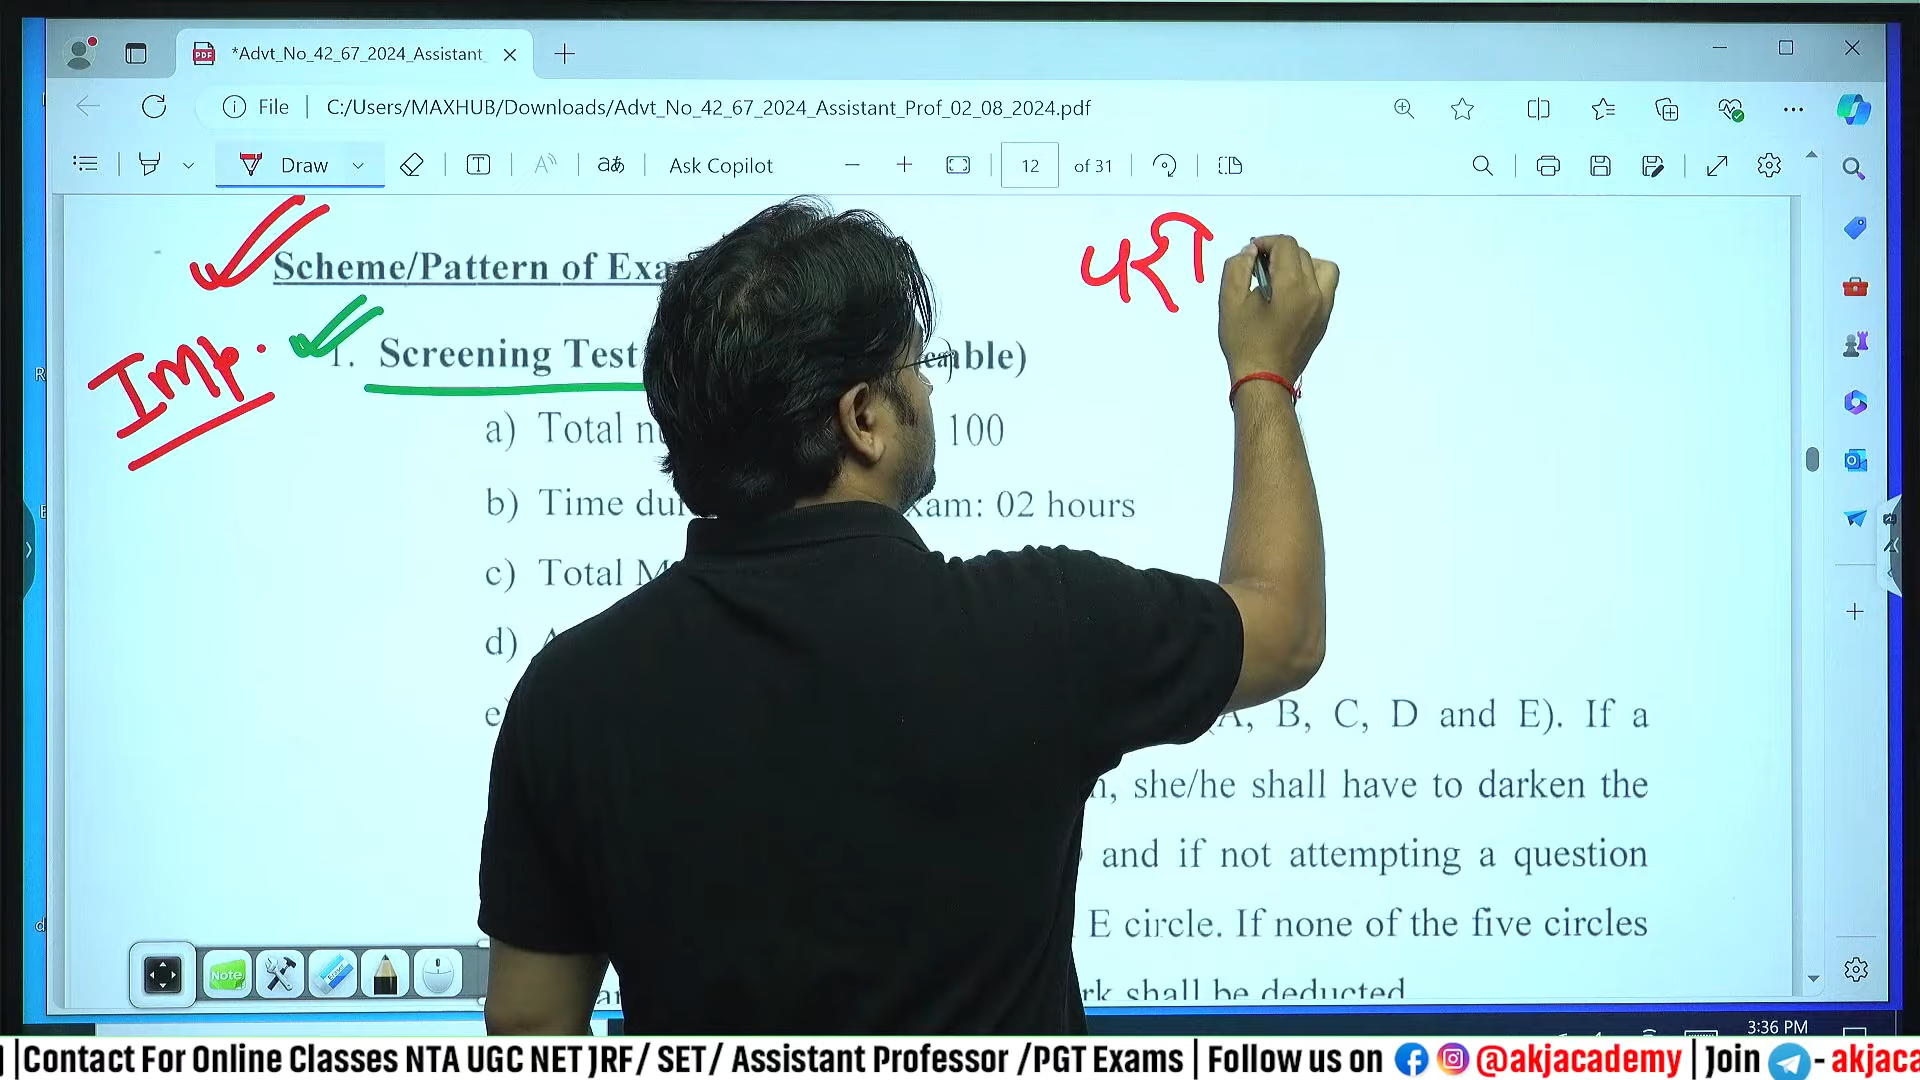 *Advt_No_42_67_2024_Assistant_
File | C:/Users/MAXHUB/Downloads/Advt_No_42_67_2024_Assistant_Prof_02_08_2024.pdf
Draw T aあ Ask Copilot 12 of 31
परी
Scheme/Pattern of Exa
Imp. 1. Screening Test able)
a) Total 100
b) Time xam: 02 hours
c) Total M
d)
e) A, B, C, D and E). If a
she/he shall have to darken the
and if not attempting a question
E circle. If none of the five circles
shall be deducted
Note
3:36 PM
|Contact For Online Classes NTA UGC NET JRF/ SET/ Assistant Professor /PGT Exams | Follow us on @akjacademy | Join - akjaca